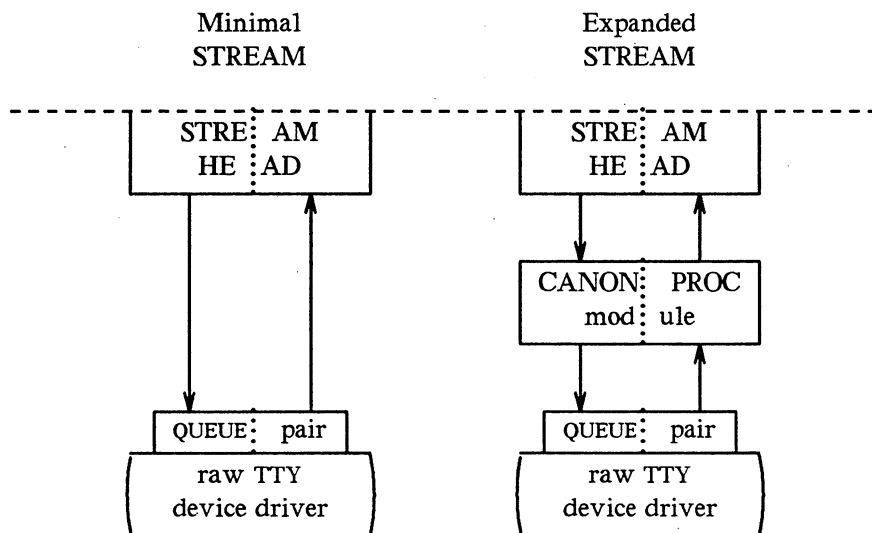 Minimal
STREAM
STRE AM
HE AD
QUEUE pair
raw TTY
device driver
Expanded
STREAM
STRE AM
HE AD
CANON PROC
mod ule
QUEUE pair
raw TTY
device driver